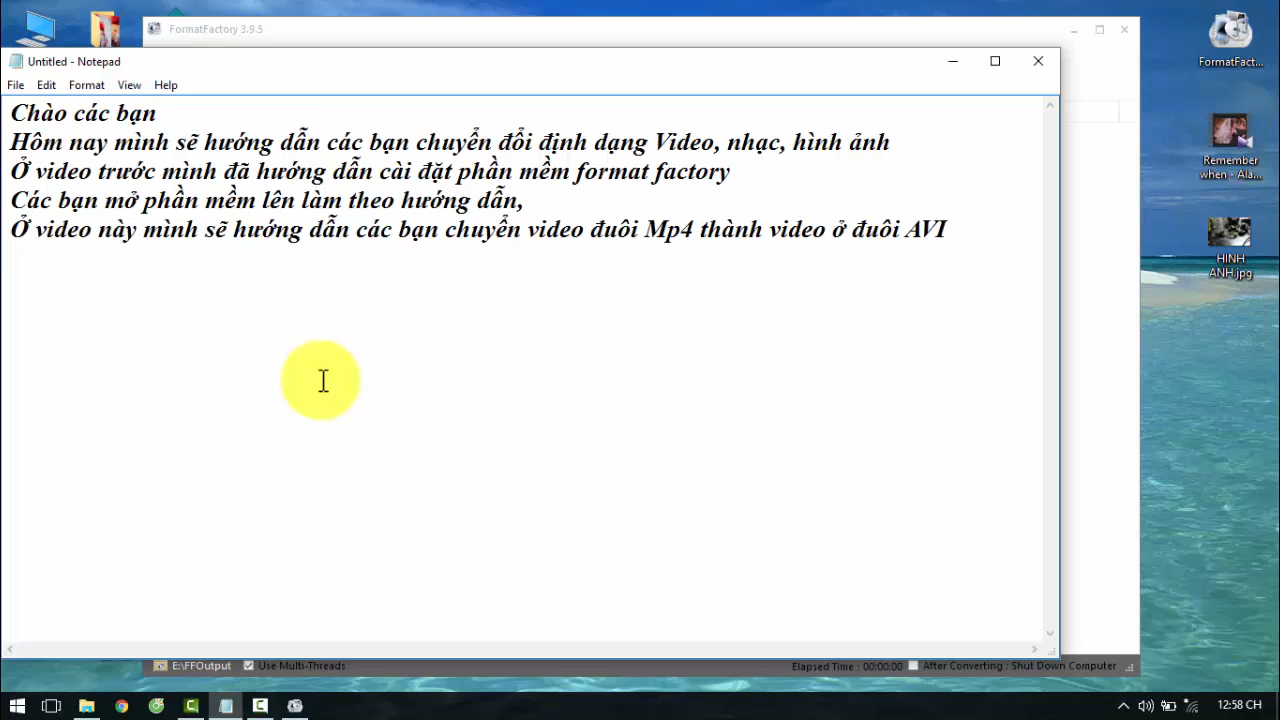 FormatFactory 3.9.5
FormatFact...
Untitled - Notepad
File Edit Format View Help
Chào các bạn
Hôm nay mình sẽ hướng dẫn các bạn chuyển đổi định dạng Video, nhạc, hình ảnh
Ở video trước mình đã hướng dẫn cài đặt phần mềm format factory
Các bạn mở phần mềm lên làm theo hướng dẫn,
Ở video này mình sẽ hướng dẫn các bạn chuyển video đuôi Mp4 thành video ở đuôi AVI
Remember
when - Ala...
HINH
ANH.jpg
E:\FFOutput Use Multi-Threads Elapsed Time : 00:00:00 After Converting : Shut Down Computer
12:58 CH